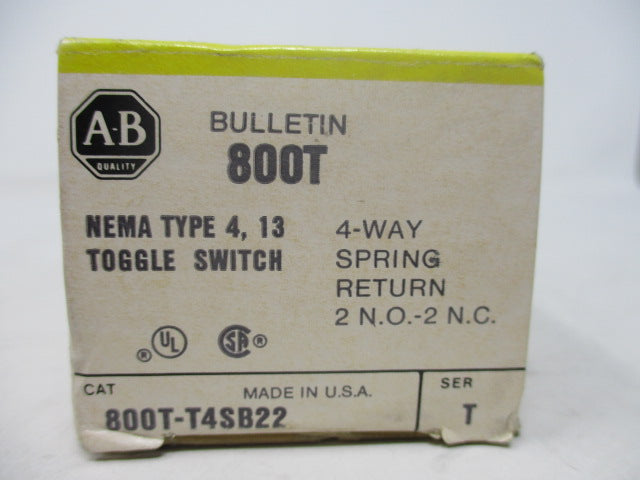 A-B
QUALITY
BULLETIN
800T
NEMA TYPE 4, 13
TOGGLE SWITCH
4-WAY
SPRING
RETURN
2 N.O.-2 N.C.
® UL
SA ®
CAT
MADE IN U.S.A.
SER
800T-T4SB22
T